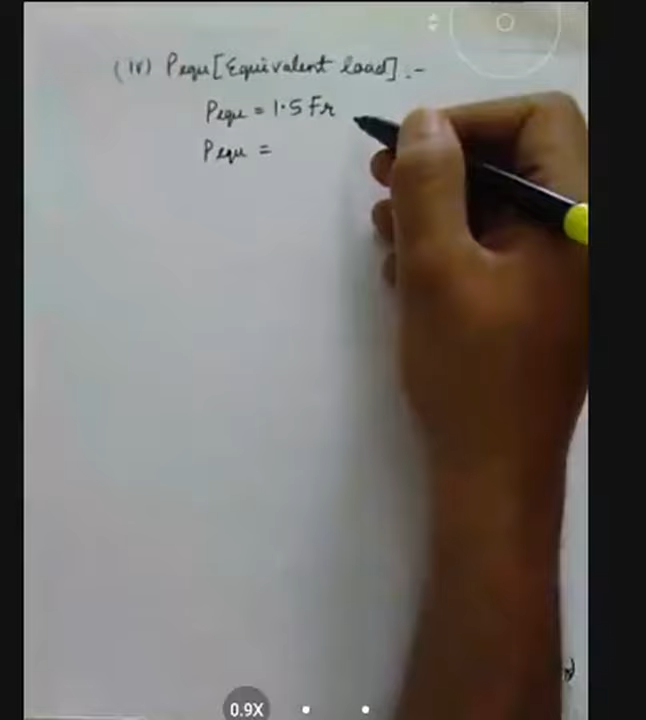 (iv) Pequ [Equivalent load] :-
Pequ = 1.5 Fr
Pequ =
0.9X